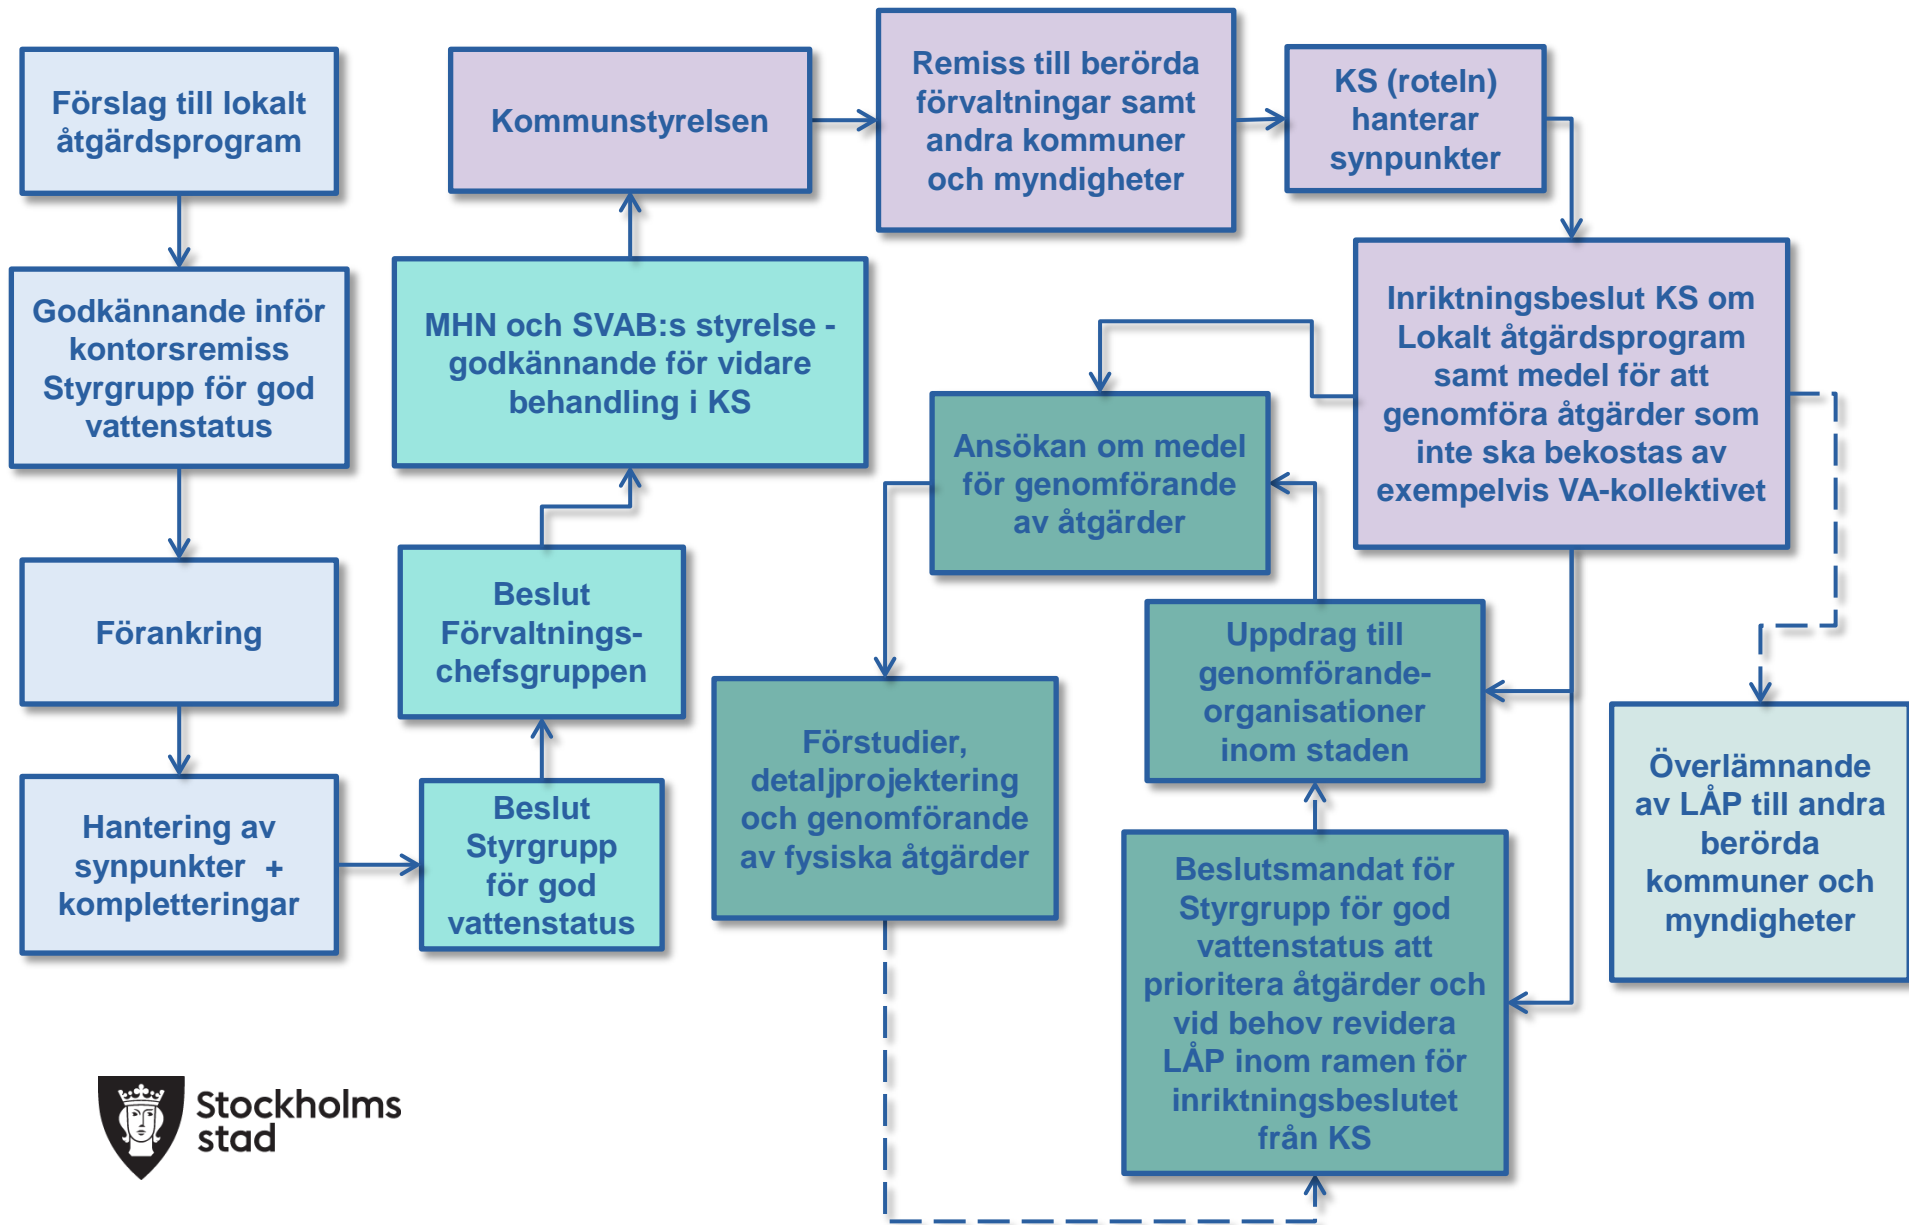 Förslag till lokalt
åtgärdsprogram
Godkännande inför
kontorsremiss
Styrgrupp för god
vattenstatus
Förankring
Hantering av
synpunkter +
kompletteringar
Beslut
Styrgrupp
för god
vattenstatus
Beslut
Förvaltnings-
chefsgruppen
MHN och SVAB:s styrelse -
godkännande för vidare
behandling i KS
Kommunstyrelsen
Remiss till berörda
förvaltningar samt
andra kommuner
och myndigheter
KS (roteln)
hanterar
synpunkter
Inriktningsbeslut KS om
Lokalt åtgärdsprogram
samt medel för att
genomföra åtgärder som
inte ska bekostas av
exempelvis VA-kollektivet
Ansökan om medel
för genomförande
av åtgärder
Uppdrag till
genomförande-
organisationer
inom staden
Förstudier,
detaljprojektering
och genomförande
av fysiska åtgärder
Beslutsmandat för
Styrgrupp för god
vattenstatus att
prioritera åtgärder och
vid behov revidera
LÅP inom ramen för
inriktningsbeslutet
från KS
Överlämnande
av LÅP till andra
berörda
kommuner och
myndigheter
Stockholms
stad